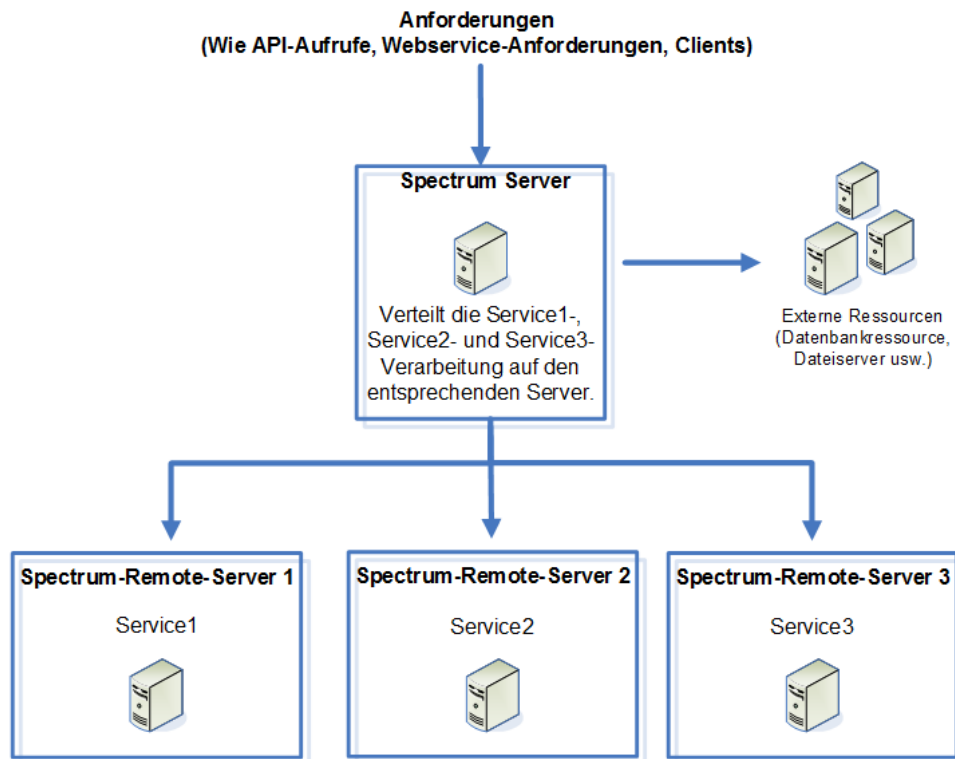 Anforderungen
(Wie API-Aufrufe, Webservice-Anforderungen, Clients)
Spectrum Server
Verteilt die Service1-,
Service2- und Service3-
Verarbeitung auf den
entsprechenden Server.
Externe Ressourcen
(Datenbankressource,
Dateiserver usw.)
Spectrum-Remote-Server 1
Service1
Spectrum-Remote-Server 2
Service2
Spectrum-Remote-Server 3
Service3